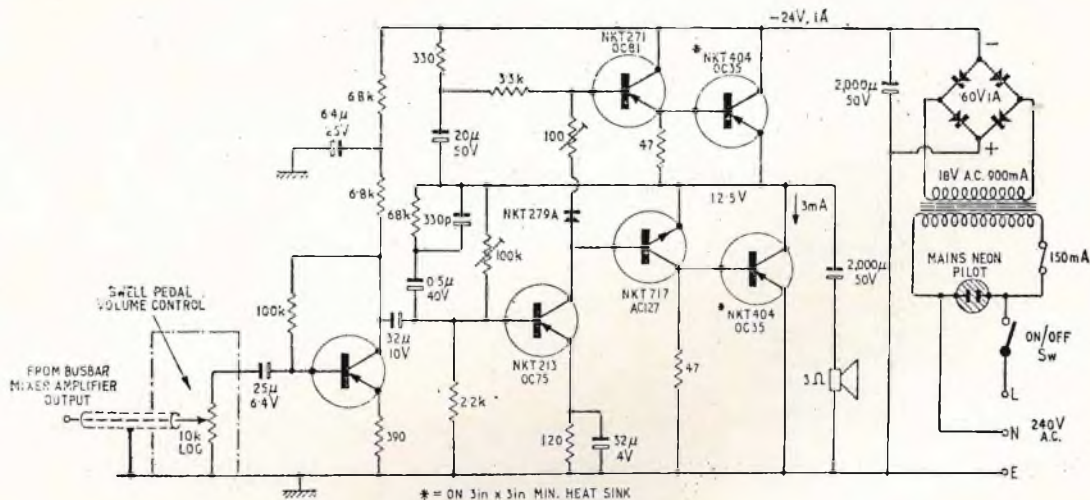 -24V, 1A
NKT271
OC81
*
NKT404
OC35
330
3·3k
68k
6·4µ
25V
20µ
50V
100
47
2,000µ
50V
60V 1A
-
+
18V A.C. 900mA
6·8k
68k
330p
12·5V
3mA
NKT279A
100k
0·5µ
40V
2,000µ
50V
MAINS NEON
PILOT
150mA
SWELL PEDAL
VOLUME CONTROL
100k
32µ
10V
NKT717
AC127
*
NKT404
OC35
NKT213
OC75
ON/OFF
Sw
FROM BUSBAR
MIXER AMPLIFIER
OUTPUT
25µ
6·4V
10k
LOG
390
2·2k
120
32µ
4V
47
3Ω
L
N
240V
A.C.
E
* = ON 3in x 3in MIN. HEAT SINK